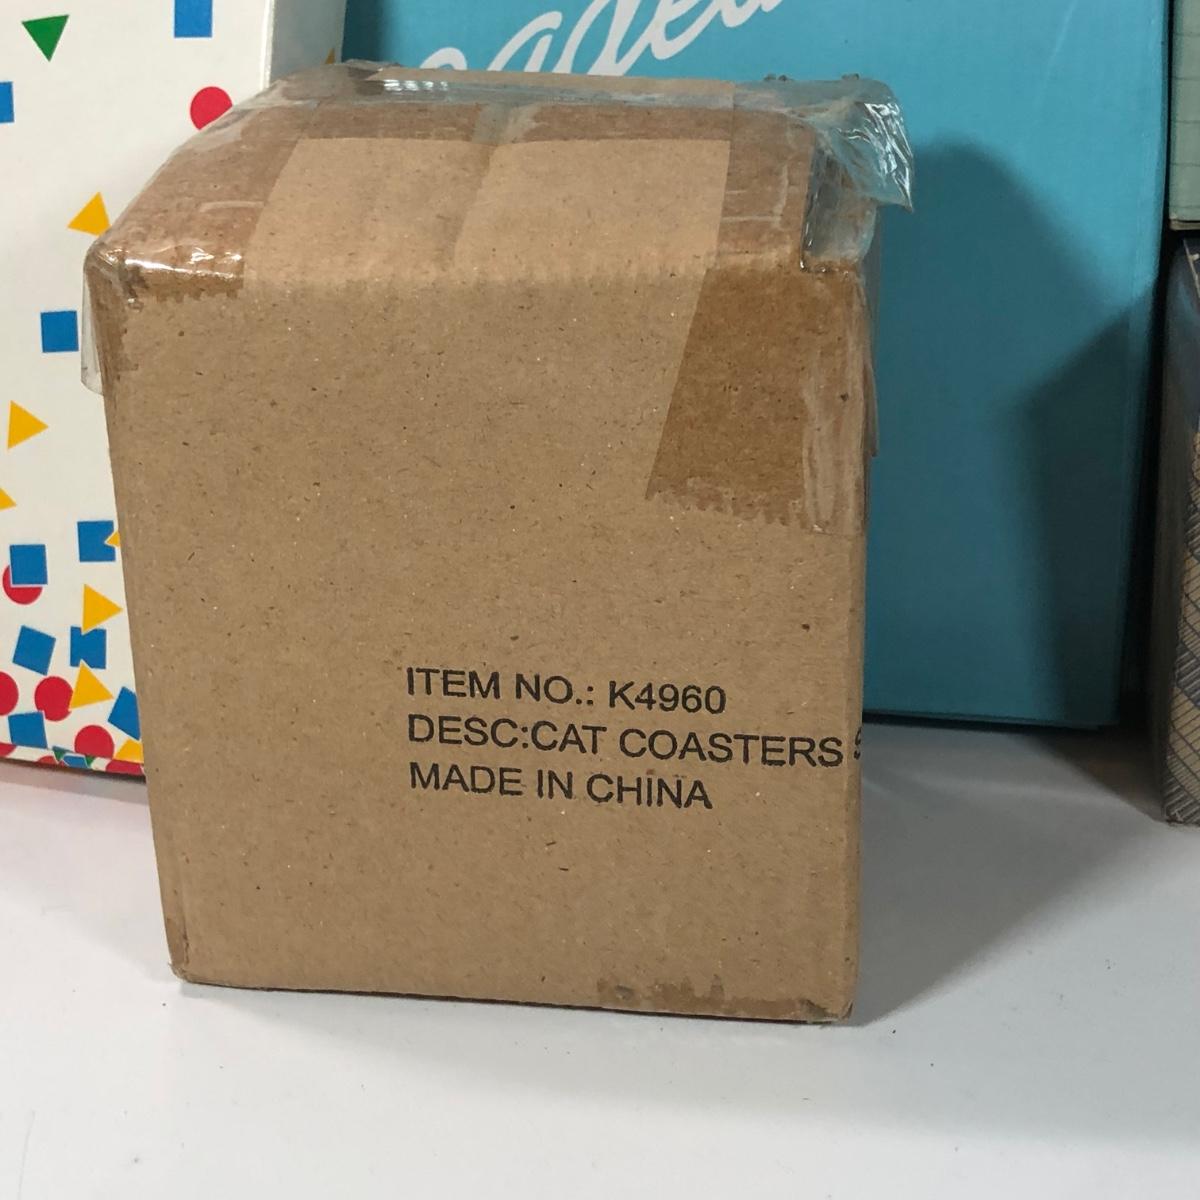 ITEM NO.: K4960
DESC:CAT COASTERS
MADE IN CHINA